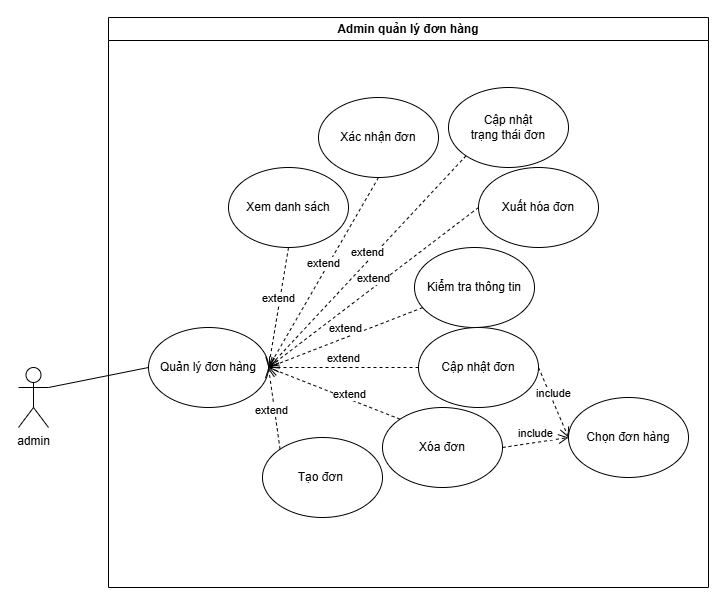 Admin quản lý đơn hàng
Cập nhật
trạng thái đơn
Xác nhận đơn
Xem danh sách
Xuất hóa đơn
extend
extend
extend
Kiểm tra thông tin
extend
extend
Quản lý đơn hàng
extend
Cập nhật đơn
admin
extend
include
extend
include
Chọn đơn hàng
Xóa đơn
Tạo đơn